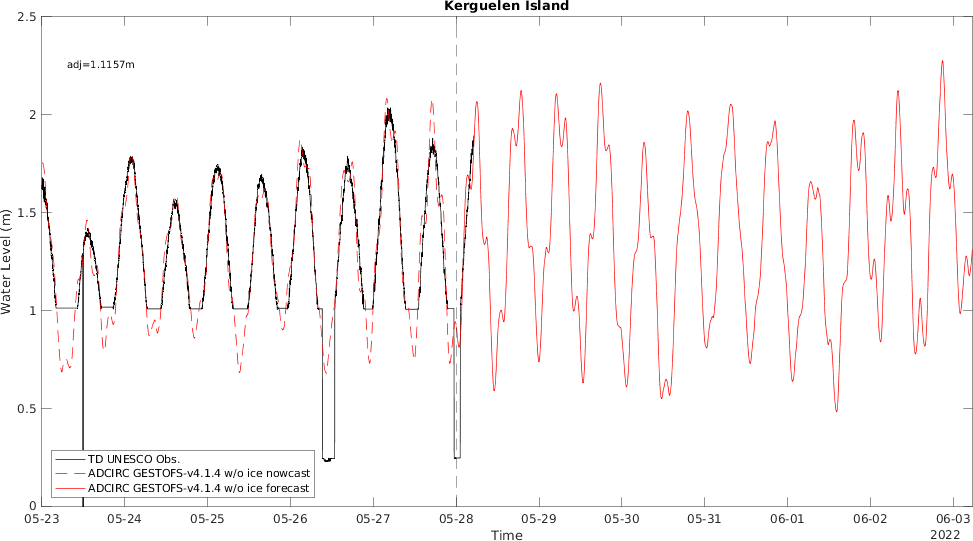 Kerguelen Island
adj=1.1157m
Water Level (m)
2.5
2
1.5
1
0.5
0
TD UNESCO Obs.
ADCIRC GESTOFS-v4.1.4 w/o ice nowcast
ADCIRC GESTOFS-v4.1.4 w/o ice forecast
05-23 05-24 05-25 05-26 05-27 05-28 05-29 05-30 05-31 06-01 06-02 06-03
Time
2022